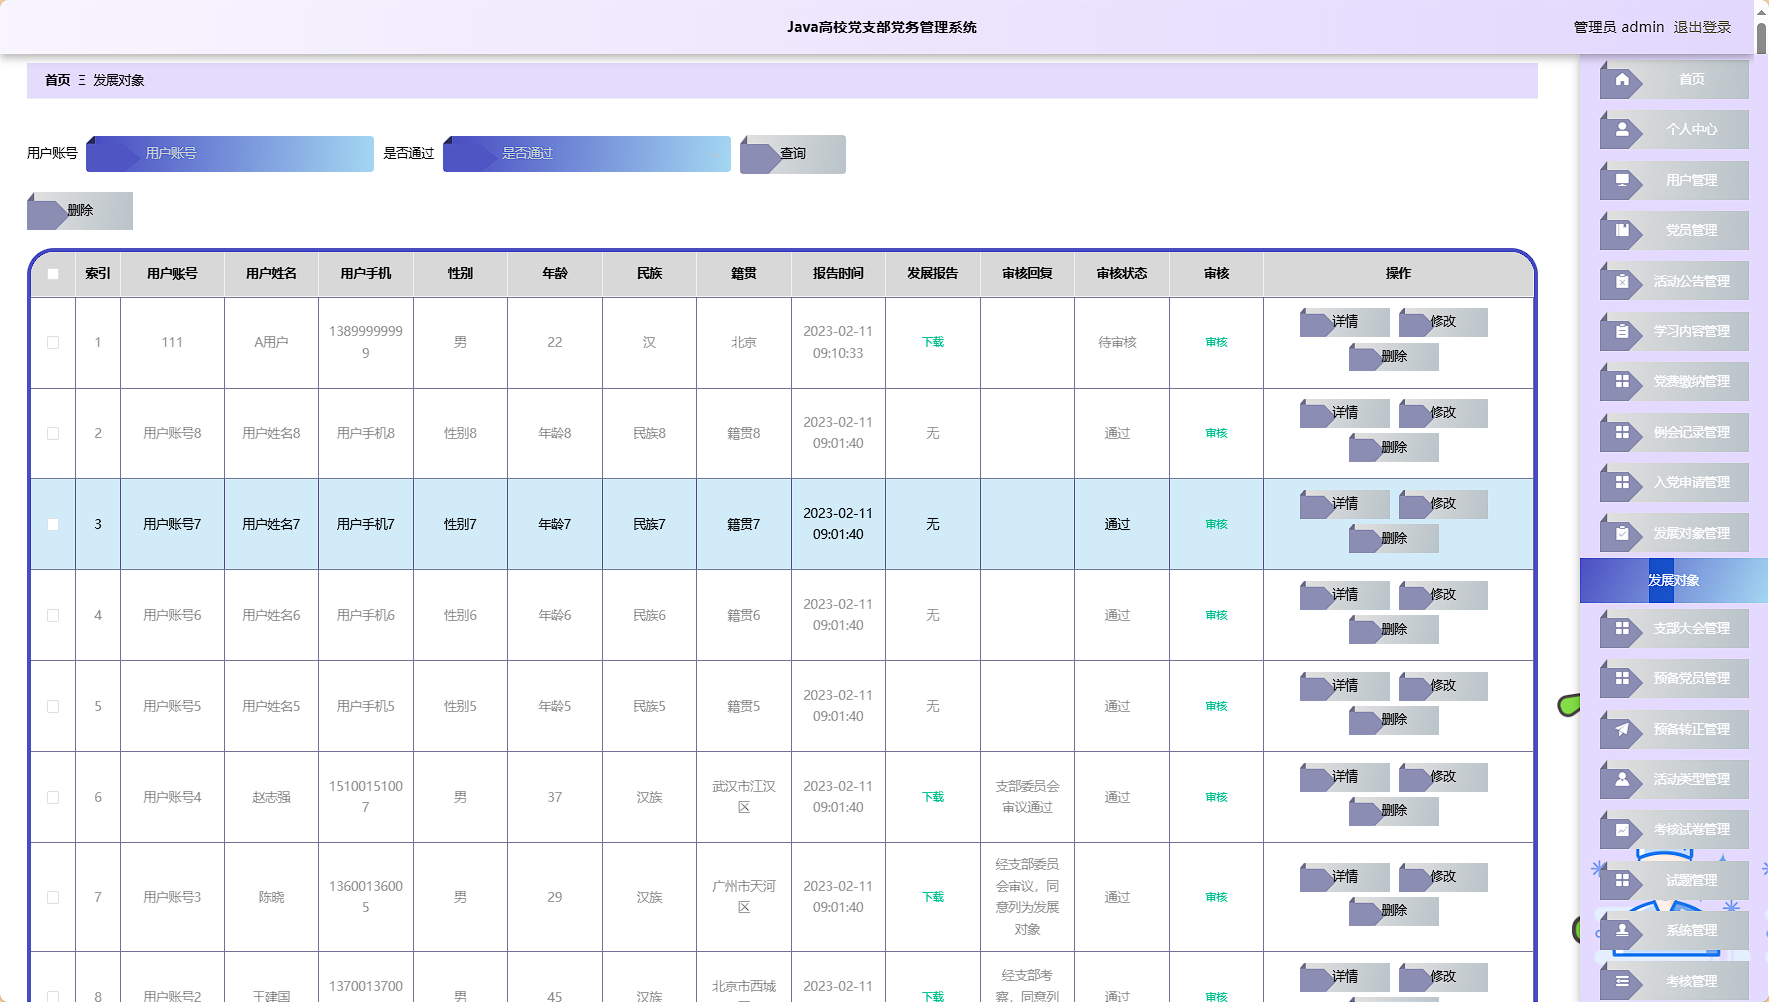 Java高校党支部党务管理系统
管理员 admin 退出登录
首页 Ξ 发展对象
用户账号 用户账号 是否通过 是否通过 查询
删除
索引 用户账号 用户姓名 用户手机 性别 年龄 民族 籍贯 报告时间 发展报告 审核回复 审核状态 审核 操作
1 111 A用户 13899999999 男 22 汉 北京 2023-02-11 09:10:33 下载 待审核 审核 详情 修改 删除
2 用户账号8 用户姓名8 用户手机8 性别8 年龄8 民族8 籍贯8 2023-02-11 09:01:40 无 通过 审核 详情 修改 删除
3 用户账号7 用户姓名7 用户手机7 性别7 年龄7 民族7 籍贯7 2023-02-11 09:01:40 无 通过 审核 详情 修改 删除
4 用户账号6 用户姓名6 用户手机6 性别6 年龄6 民族6 籍贯6 2023-02-11 09:01:40 无 通过 审核 详情 修改 删除
5 用户账号5 用户姓名5 用户手机5 性别5 年龄5 民族5 籍贯5 2023-02-11 09:01:40 无 通过 审核 详情 修改 删除
6 用户账号4 赵志强 15100151007 男 37 汉族 武汉市江汉区 2023-02-11 09:01:40 下载 支部委员会审议通过 通过 审核 详情 修改 删除
7 用户账号3 陈晓 13600136005 男 29 汉族 广州市天河区 2023-02-11 09:01:40 下载 经支部委员会审议，同意列为发展对象 通过 审核 详情 修改 删除
8 用户账号2 王建国 1370013700 男 45 汉族 北京市西城 2023-02-11 下载 经支部考察，同意列 通过 审核 详情 修改
首页
个人中心
用户管理
党员管理
活动公告管理
学习内容管理
党费缴纳管理
例会记录管理
入党申请管理
发展对象管理
发展对象
支部大会管理
预备党员管理
预备转正管理
活动类型管理
考核试卷管理
试题管理
系统管理
考核管理